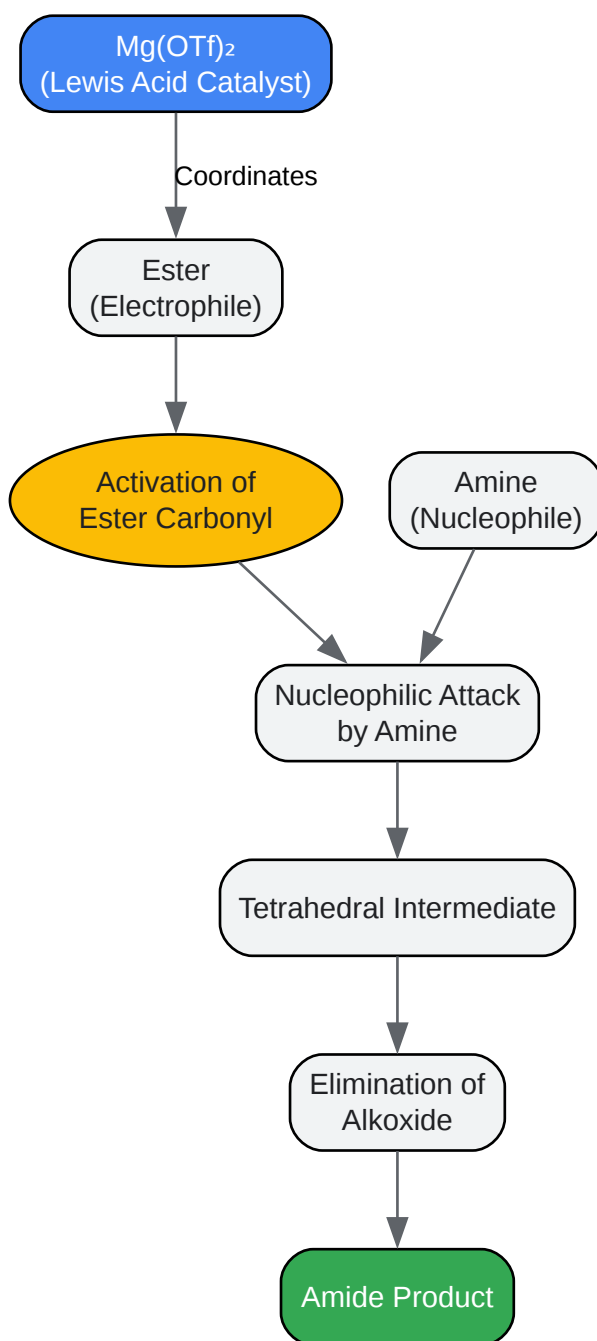 Mg(OTf)₂
(Lewis Acid Catalyst)
Coordinates
Ester
(Electrophile)
Activation of
Ester Carbonyl
Amine
(Nucleophile)
Nucleophilic Attack
by Amine
Tetrahedral Intermediate
Elimination of
Alkoxide
Amide Product